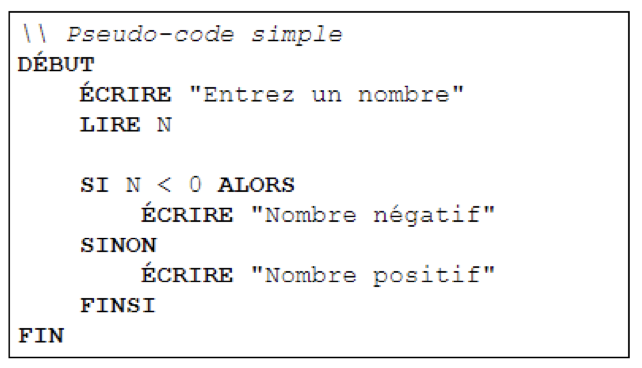 \\ Pseudo-code simple
DÉBUT
ÉCRIRE "Entrez un nombre"
LIRE N
SI N < 0 ALORS
ÉCRIRE "Nombre négatif"
SINON
ÉCRIRE "Nombre positif"
FINSI
FIN